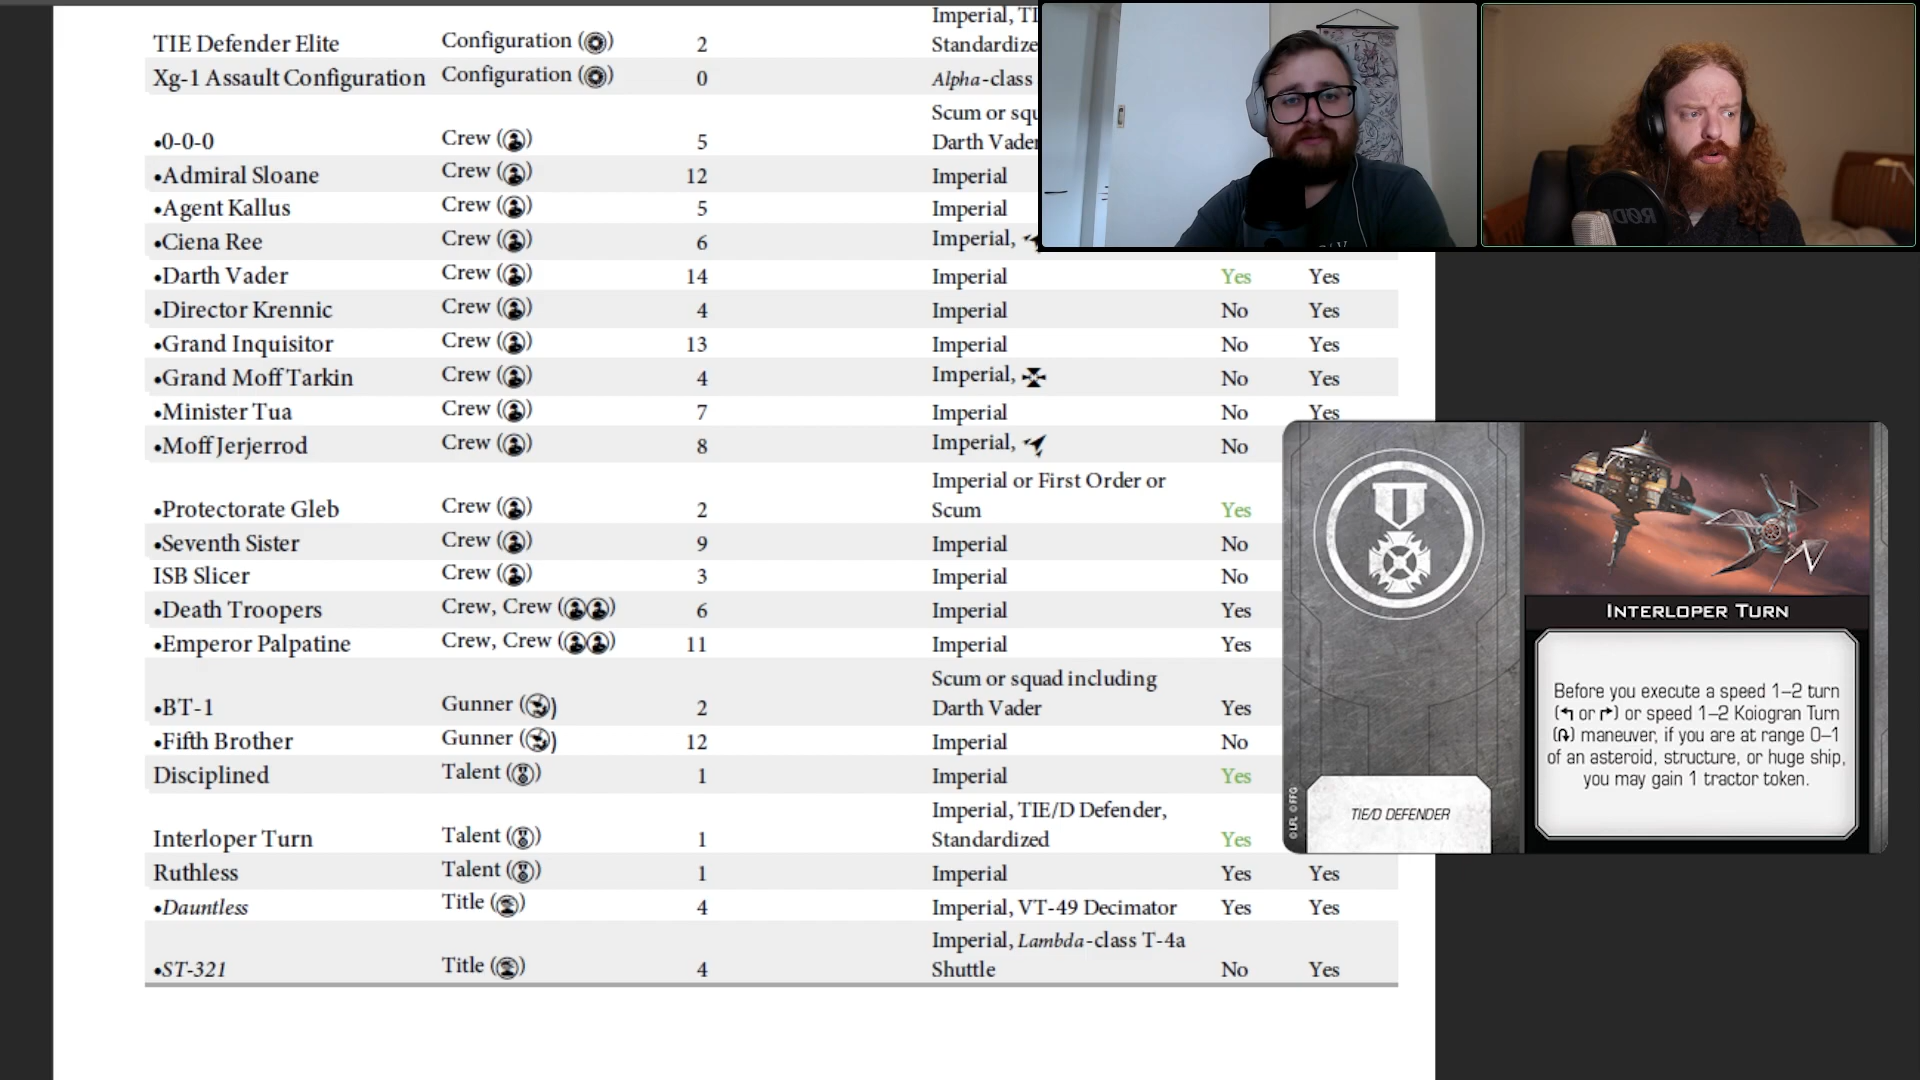 Imperial, TI
TIE Defender Elite Configuration 2 Standardize
Xg-1 Assault Configuration Configuration 0 Alpha-class
Scum or squ
•0-0-0 Crew 5 Darth Vader
•Admiral Sloane Crew 12 Imperial
•Agent Kallus Crew 5 Imperial
•Ciena Ree Crew 6 Imperial,
•Darth Vader Crew 14 Imperial Yes Yes
•Director Krennic Crew 4 Imperial No Yes
•Grand Inquisitor Crew 13 Imperial No Yes
•Grand Moff Tarkin Crew 4 Imperial, No Yes
•Minister Tua Crew 7 Imperial No Yes
•Moff Jerjerrod Crew 8 Imperial, No
Imperial or First Order or
•Protectorate Gleb Crew 2 Scum Yes
•Seventh Sister Crew 9 Imperial No
ISB Slicer Crew 3 Imperial No
•Death Troopers Crew, Crew 6 Imperial Yes
•Emperor Palpatine Crew, Crew 11 Imperial Yes
Scum or squad including
•BT-1 Gunner 2 Darth Vader Yes
•Fifth Brother Gunner 12 Imperial No
Disciplined Talent 1 Imperial Yes
Imperial, TIE/D Defender,
Interloper Turn Talent 1 Standardized Yes
Ruthless Talent 1 Imperial Yes Yes
•Dauntless Title 4 Imperial, VT-49 Decimator Yes Yes
Imperial, Lambda-class T-4a
•ST-321 Title 4 Shuttle No Yes
RØDE
INTERLOPER TURN
Before you execute a speed 1–2 turn
(↰ or ↱) or speed 1–2 Koiogran Turn
() maneuver, if you are at range 0–1
of an asteroid, structure, or huge ship,
you may gain 1 tractor token.
TIE/D DEFENDER
©LFL ©FFG